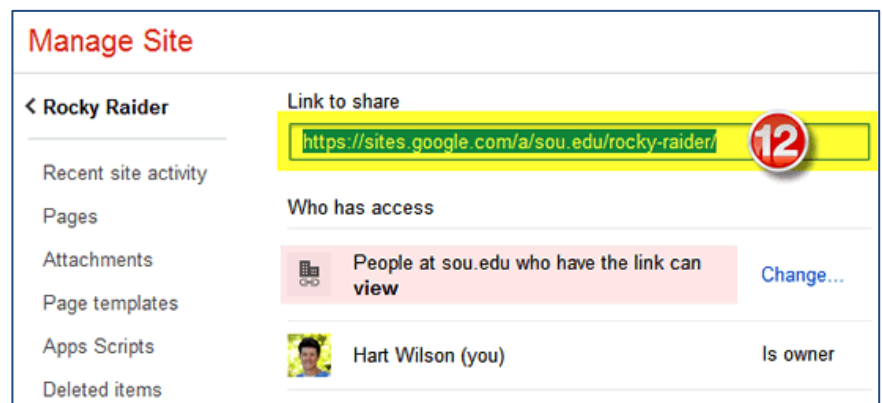 Manage Site
< Rocky Raider
Recent site activity
Pages
Attachments
Page templates
Apps Scripts
Deleted items
Link to share
https://sites.google.com/a/sou.edu/rocky-raider/
12
Who has access
People at sou.edu who have the link can
view
Change...
Hart Wilson (you)
Is owner